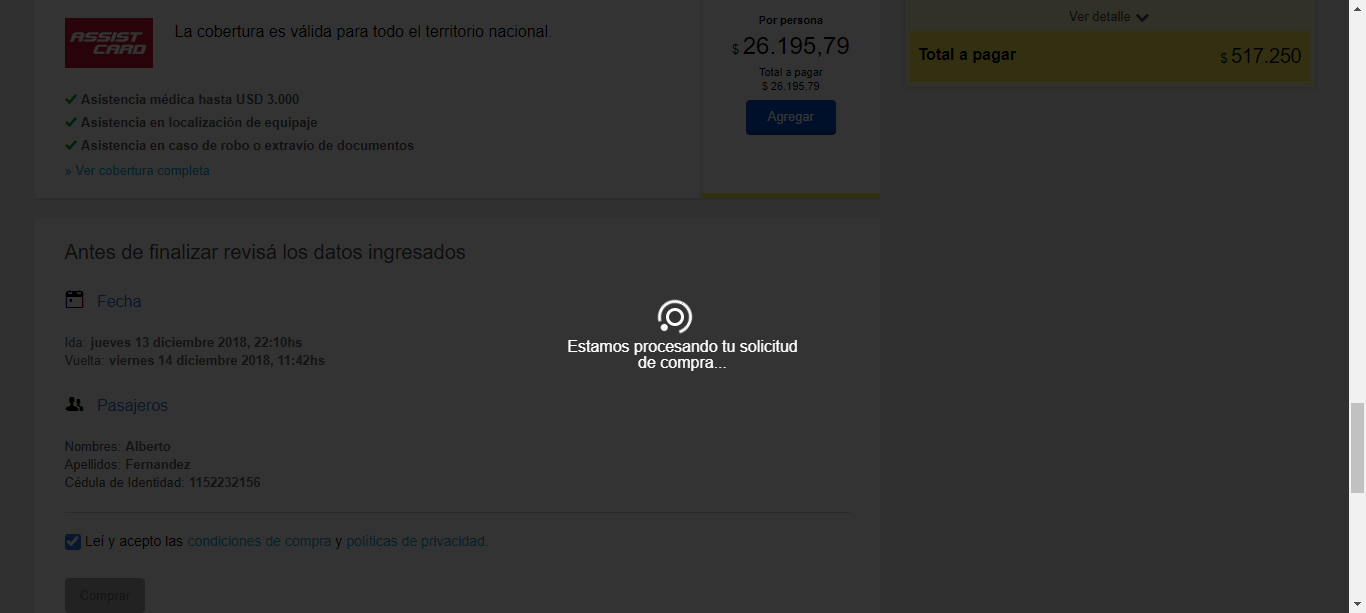 ASSIST
CARD
La cobertura es válida para todo el territorio nacional.
Asistencia médica hasta USD 3.000
Asistencia en localización de equipaje
Asistencia en caso de robo o extravío de documentos
» Ver cobertura completa
Por persona
$ 26.195,79
Total a pagar
$ 26.195,79
Agregar
Ver detalle
Total a pagar $ 517.250
Antes de finalizar revisá los datos ingresados
Fecha
Ida: jueves 13 diciembre 2018, 22:10hs
Vuelta: viernes 14 diciembre 2018, 11:42hs
Estamos procesando tu solicitud
de compra...
Pasajeros
Nombres: Alberto
Apellidos: Fernandez
Cédula de Identidad: 1152232156
Leí y acepto las condiciones de compra y políticas de privacidad.
Comprar